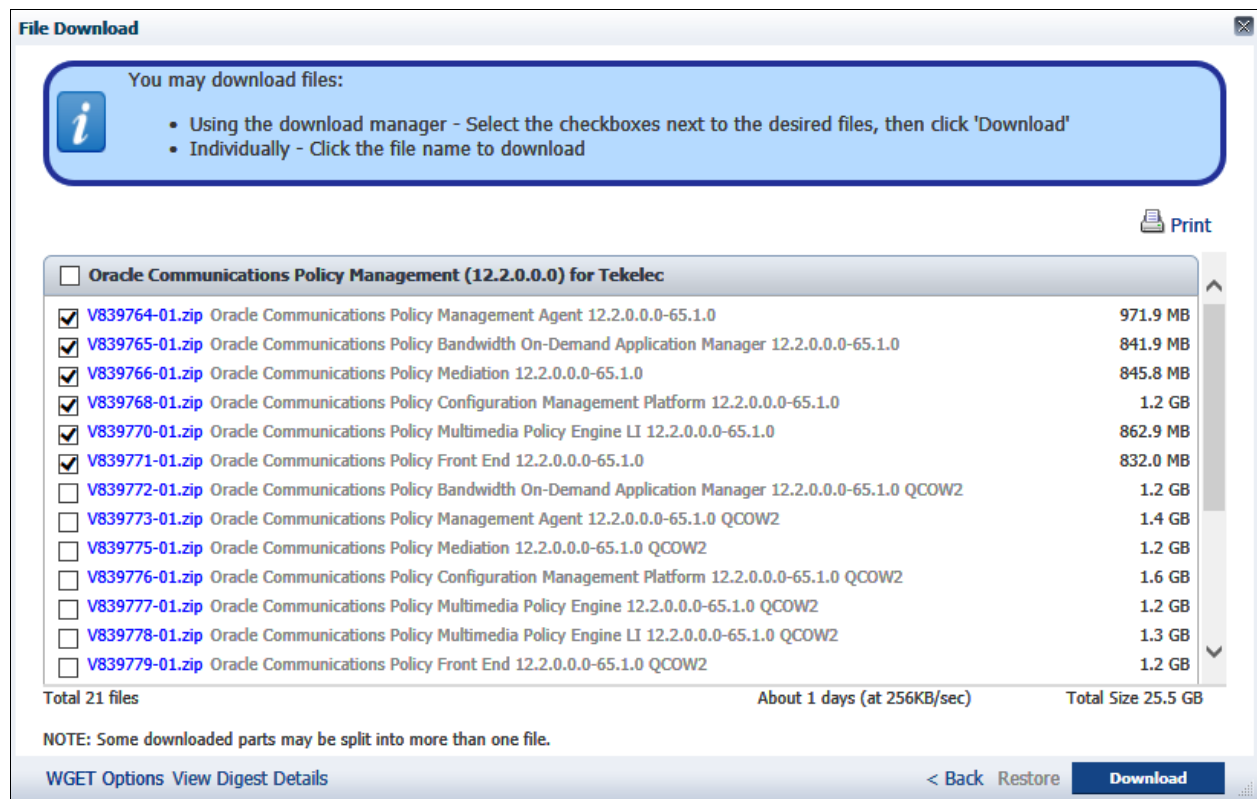 File Download
You may download files:
• Using the download manager - Select the checkboxes next to the desired files, then click 'Download'
• Individually - Click the file name to download
Print
Oracle Communications Policy Management (12.2.0.0.0) for Tekelec
V839764-01.zip Oracle Communications Policy Management Agent 12.2.0.0.0-65.1.0 971.9 MB
V839765-01.zip Oracle Communications Policy Bandwidth On-Demand Application Manager 12.2.0.0.0-65.1.0 841.9 MB
V839766-01.zip Oracle Communications Policy Mediation 12.2.0.0.0-65.1.0 845.8 MB
V839768-01.zip Oracle Communications Policy Configuration Management Platform 12.2.0.0.0-65.1.0 1.2 GB
V839770-01.zip Oracle Communications Policy Multimedia Policy Engine LI 12.2.0.0.0-65.1.0 862.9 MB
V839771-01.zip Oracle Communications Policy Front End 12.2.0.0.0-65.1.0 832.0 MB
V839772-01.zip Oracle Communications Policy Bandwidth On-Demand Application Manager 12.2.0.0.0-65.1.0 QCOW2 1.2 GB
V839773-01.zip Oracle Communications Policy Management Agent 12.2.0.0.0-65.1.0 QCOW2 1.4 GB
V839775-01.zip Oracle Communications Policy Mediation 12.2.0.0.0-65.1.0 QCOW2 1.2 GB
V839776-01.zip Oracle Communications Policy Configuration Management Platform 12.2.0.0.0-65.1.0 QCOW2 1.6 GB
V839777-01.zip Oracle Communications Policy Multimedia Policy Engine 12.2.0.0.0-65.1.0 QCOW2 1.2 GB
V839778-01.zip Oracle Communications Policy Multimedia Policy Engine LI 12.2.0.0.0-65.1.0 QCOW2 1.3 GB
V839779-01.zip Oracle Communications Policy Front End 12.2.0.0.0-65.1.0 QCOW2 1.2 GB
Total 21 files About 1 days (at 256KB/sec) Total Size 25.5 GB
NOTE: Some downloaded parts may be split into more than one file.
WGET Options View Digest Details < Back Restore Download